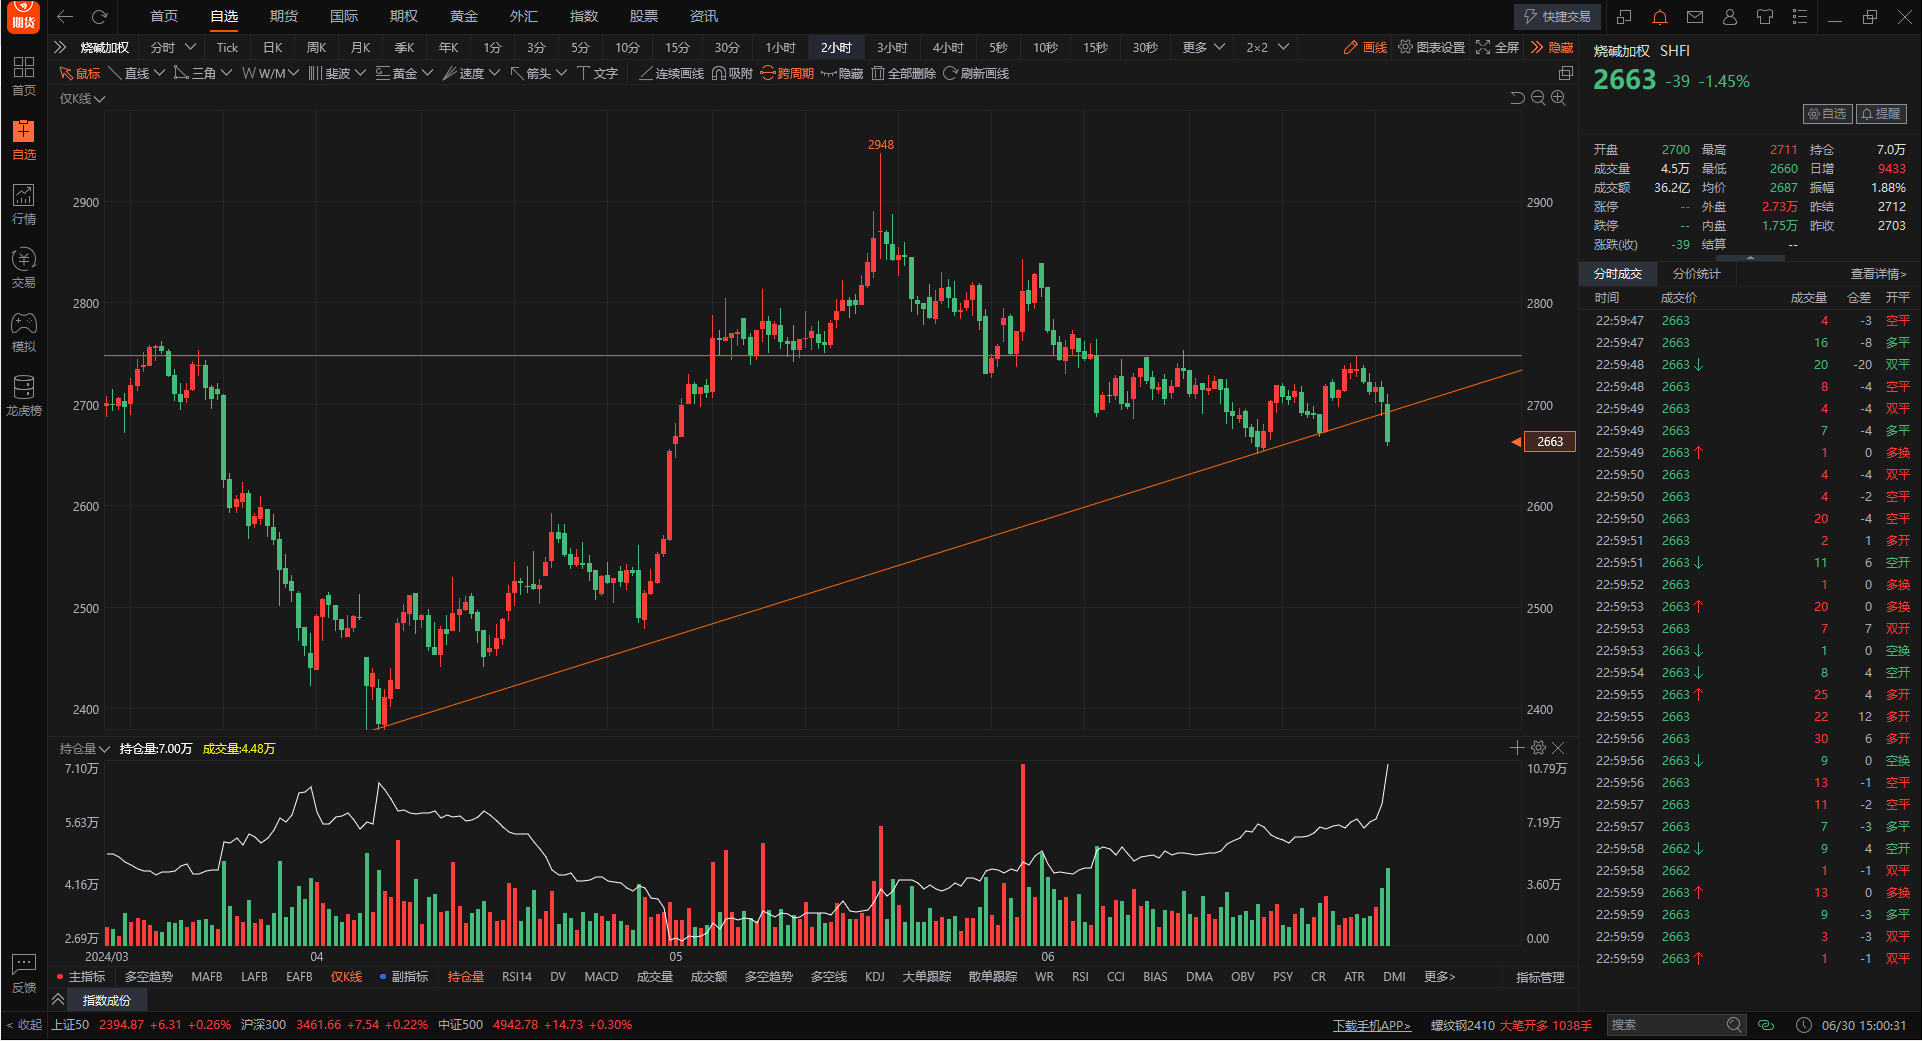 期货
首页 自选 期货 国际 期权 黄金 外汇 指数 股票 资讯 快捷交易
烧碱加权 分时 Tick 日K 周K 月K 季K 年K 1分 3分 5分 10分 15分 30分 1小时 2小时 3小时 4小时 5秒 10秒 15秒 30秒 更多 2×2 画线 图表设置 全屏 隐藏
鼠标 直线 三角 W/M 斐波 黄金 速度 箭头 文字 连续画线 吸附 跨周期 隐藏 全部删除 刷新画线
首页
自选
行情
交易
模拟
龙虎榜
反馈
< 收起
仅K线
2948
2900 2900
2800 2800
2700 2700
2663
2600 2600
2500 2500
2400 2400
持仓量 持仓量:7.00万 成交量:4.48万
7.10万 10.79万
5.63万 7.19万
4.16万 3.60万
2.69万 0.00
2024/03 04 05 06
主指标 多空趋势 MAFB LAFB EAFB 仅K线 副指标 持仓量 RSI14 DV MACD 成交量 成交额 多空趋势 多空线 KDJ 大单跟踪 散单跟踪 WR RSI CCI BIAS DMA OBV PSY CR ATR DMI 更多> 指标管理
指数成份
烧碱加权 SHFI
2663 -39 -1.45%
自选 提醒
开盘 2700 最高 2711 持仓 7.0万
成交量 4.5万 最低 2660 日增 9433
成交额 36.2亿 均价 2687 振幅 1.88%
涨停 -- 外盘 2.73万 昨结 2712
跌停 -- 内盘 1.75万 昨收 2703
涨跌(收) -39 结算 --
分时成交 分价统计 查看详情>
时间 成交价 成交量 仓差 开平
22:59:47 2663 4 -3 空平
22:59:47 2663 16 -8 多平
22:59:48 2663↓ 20 -20 双平
22:59:48 2663 8 -4 空平
22:59:49 2663 4 -4 双平
22:59:49 2663 7 -4 多平
22:59:49 2663↑ 1 0 多换
22:59:50 2663 4 -4 双平
22:59:50 2663 4 -2 空平
22:59:50 2663 20 -4 空平
22:59:51 2663 2 1 多开
22:59:51 2663↓ 11 6 空开
22:59:52 2663 1 0 多换
22:59:53 2663↑ 20 0 多换
22:59:53 2663 7 7 双开
22:59:53 2663↓ 1 0 空换
22:59:54 2663↓ 8 4 空开
22:59:55 2663↑ 25 4 多开
22:59:55 2663 22 12 多开
22:59:56 2663 30 6 多开
22:59:56 2663↓ 9 0 空换
22:59:56 2663 13 -1 空平
22:59:57 2663 11 -2 空平
22:59:57 2663 7 -3 多平
22:59:58 2662↓ 9 4 空开
22:59:58 2662 1 -1 双平
22:59:59 2663↑ 13 0 多换
22:59:59 2663 9 -3 多平
22:59:59 2663 3 -3 双平
22:59:59 2663↑ 1 -1 双平
上证50 2394.87 +6.31 +0.26% 沪深300 3461.66 +7.54 +0.22% 中证500 4942.78 +14.73 +0.30% 下载手机APP> 螺纹钢2410 大笔开多 1038手 搜索 06/30 15:00:31